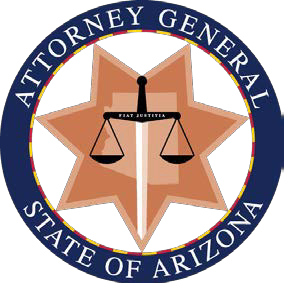 ATTORNEY GENERAL
FIAT JUSTITIA
STATE OF ARIZONA